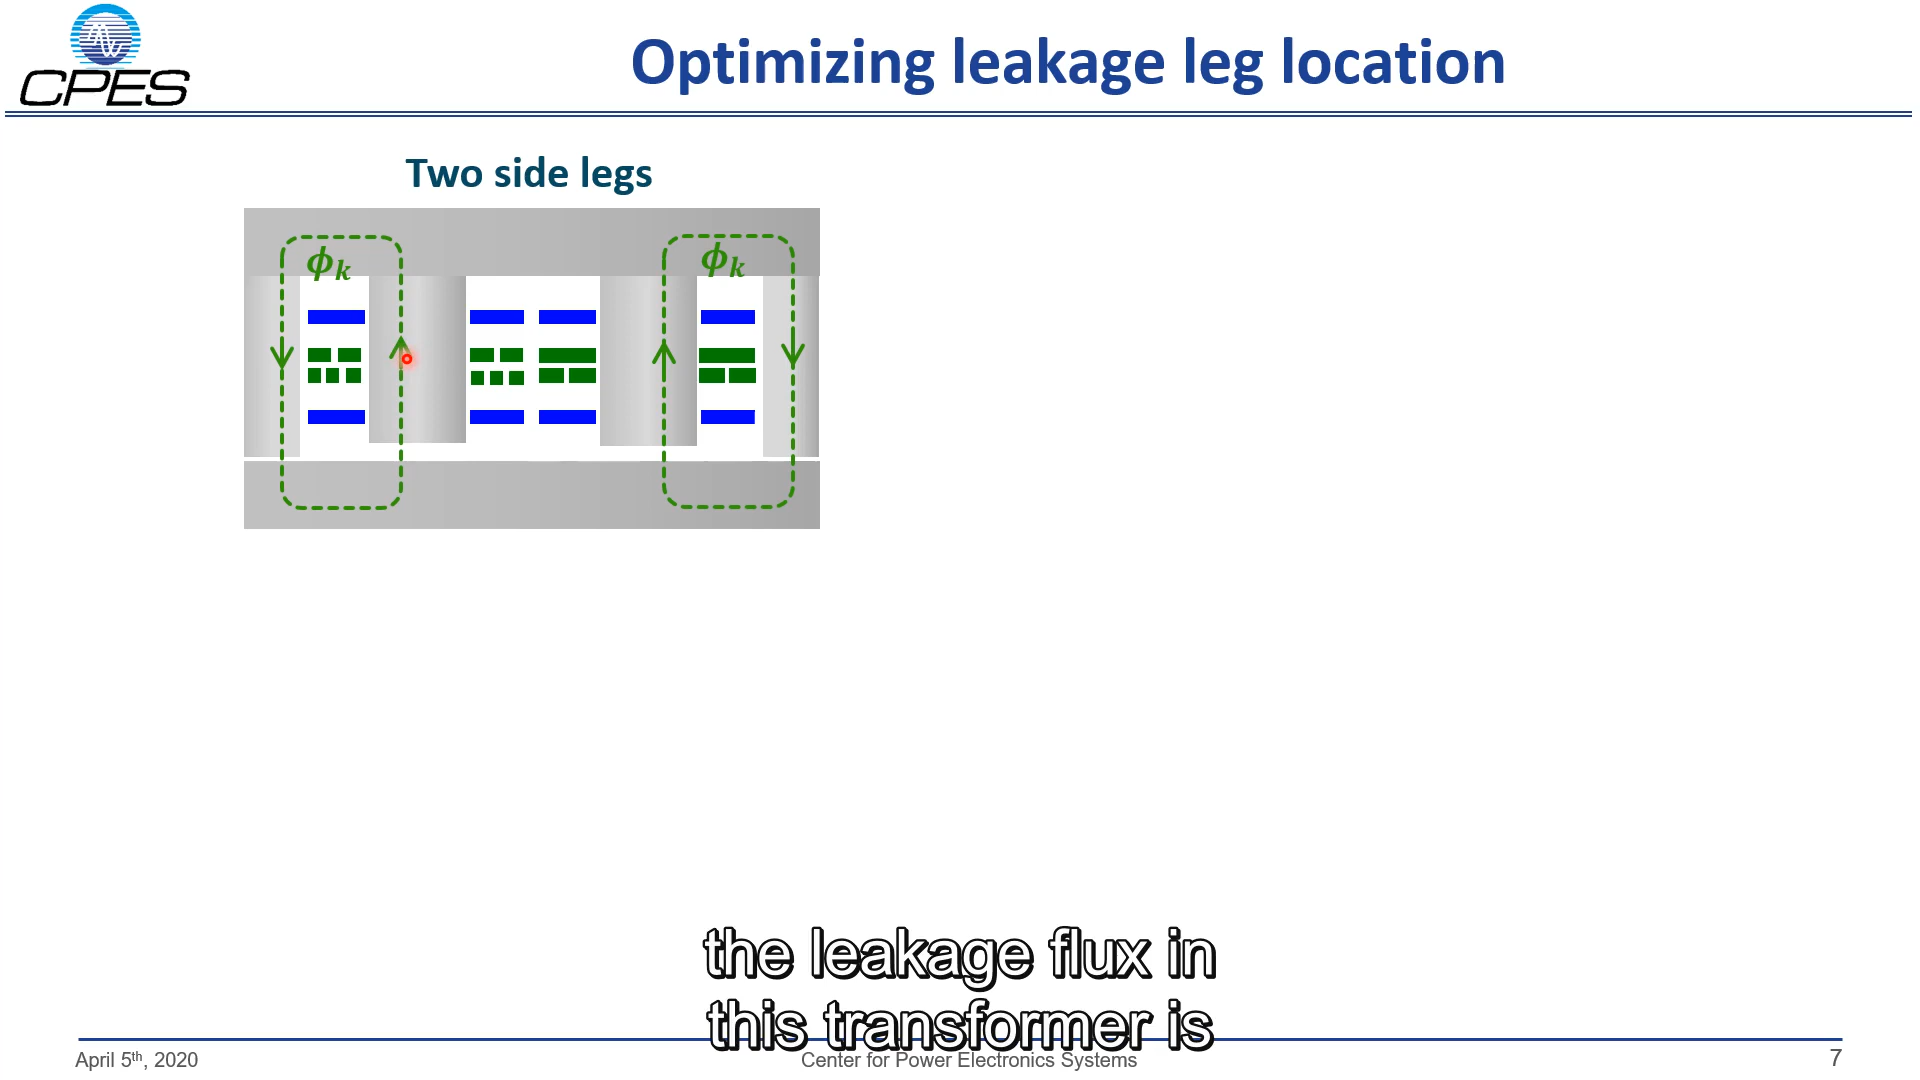 CPES
Optimizing leakage leg location
Two side legs
ϕk
ϕk
the leakage flux in
this transformer is
April 5th, 2020
Center for Power Electronics Systems
7